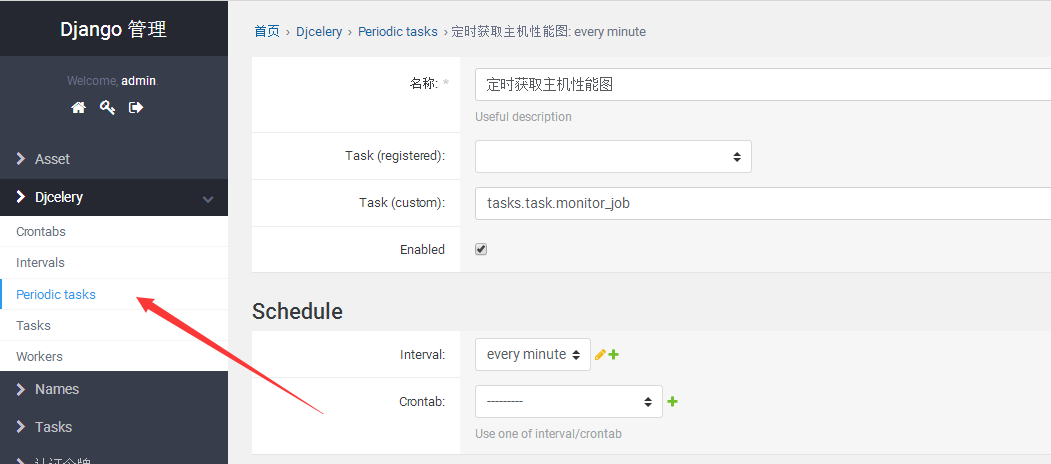 Django 管理
Welcome, admin.
Asset
Djcelery
Crontabs
Intervals
Periodic tasks
Tasks
Workers
Names
Tasks
首页 › Djcelery › Periodic tasks › 定时获取主机性能图: every minute
名称: *
定时获取主机性能图
Useful description
Task (registered):
Task (custom):
tasks.task.monitor_job
Enabled
Schedule
Interval:
every minute
Crontab:
---------
Use one of interval/crontab